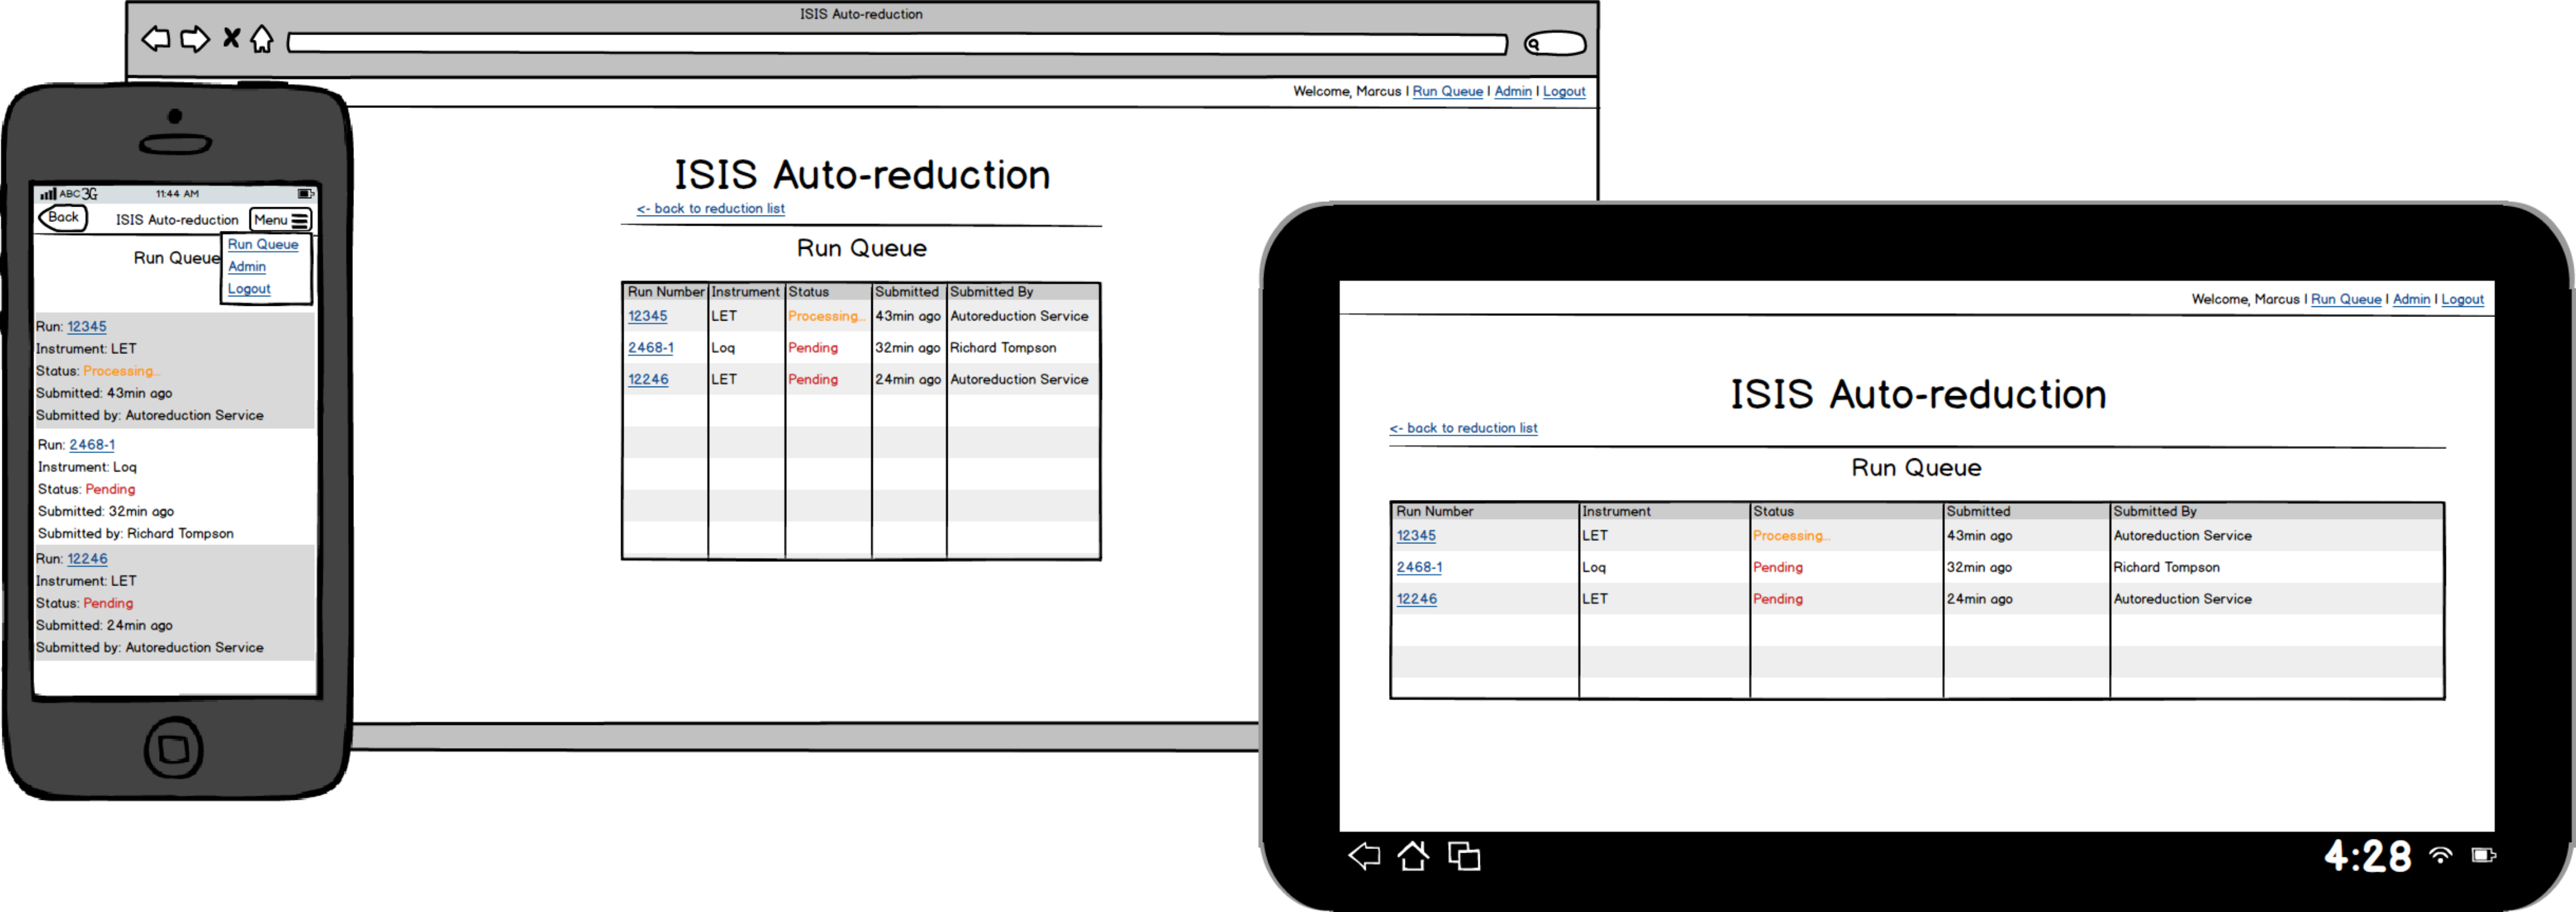 ISIS Auto-reduction
Welcome, Marcus | Run Queue | Admin | Logout
ISIS Auto-reduction
<- back to reduction list
Run Queue
Run Number Instrument Status Submitted Submitted By
12345 LET Processing... 43min ago Autoreduction Service
2468-1 Loq Pending 32min ago Richard Tompson
12246 LET Pending 24min ago Autoreduction Service
ABC 3G 11:44 AM
Back ISIS Auto-reduction Menu
Run Queue
Admin
Logout
Run Queue
Run: 12345
Instrument: LET
Status: Processing...
Submitted: 43min ago
Submitted by: Autoreduction Service
Run: 2468-1
Instrument: Loq
Status: Pending
Submitted: 32min ago
Submitted by: Richard Tompson
Run: 12246
Instrument: LET
Status: Pending
Submitted: 24min ago
Submitted by: Autoreduction Service
Welcome, Marcus | Run Queue | Admin | Logout
ISIS Auto-reduction
<- back to reduction list
Run Queue
Run Number Instrument Status Submitted Submitted By
12345 LET Processing... 43min ago Autoreduction Service
2468-1 Loq Pending 32min ago Richard Tompson
12246 LET Pending 24min ago Autoreduction Service
4:28